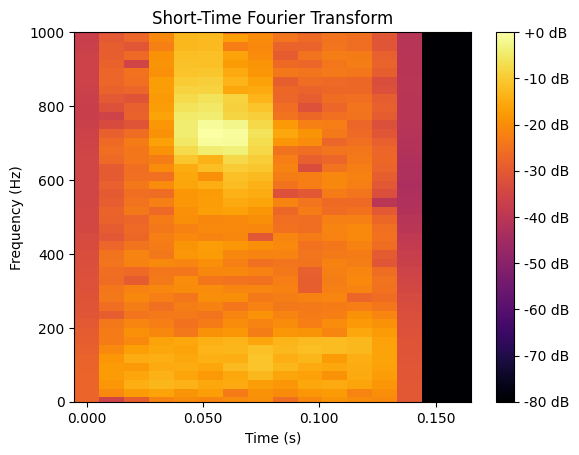 Short-Time Fourier Transform
1000
800
600
400
200
0
Frequency (Hz)
0.000
0.050
0.100
0.150
Time (s)
+0 dB
-10 dB
-20 dB
-30 dB
-40 dB
-50 dB
-60 dB
-70 dB
-80 dB